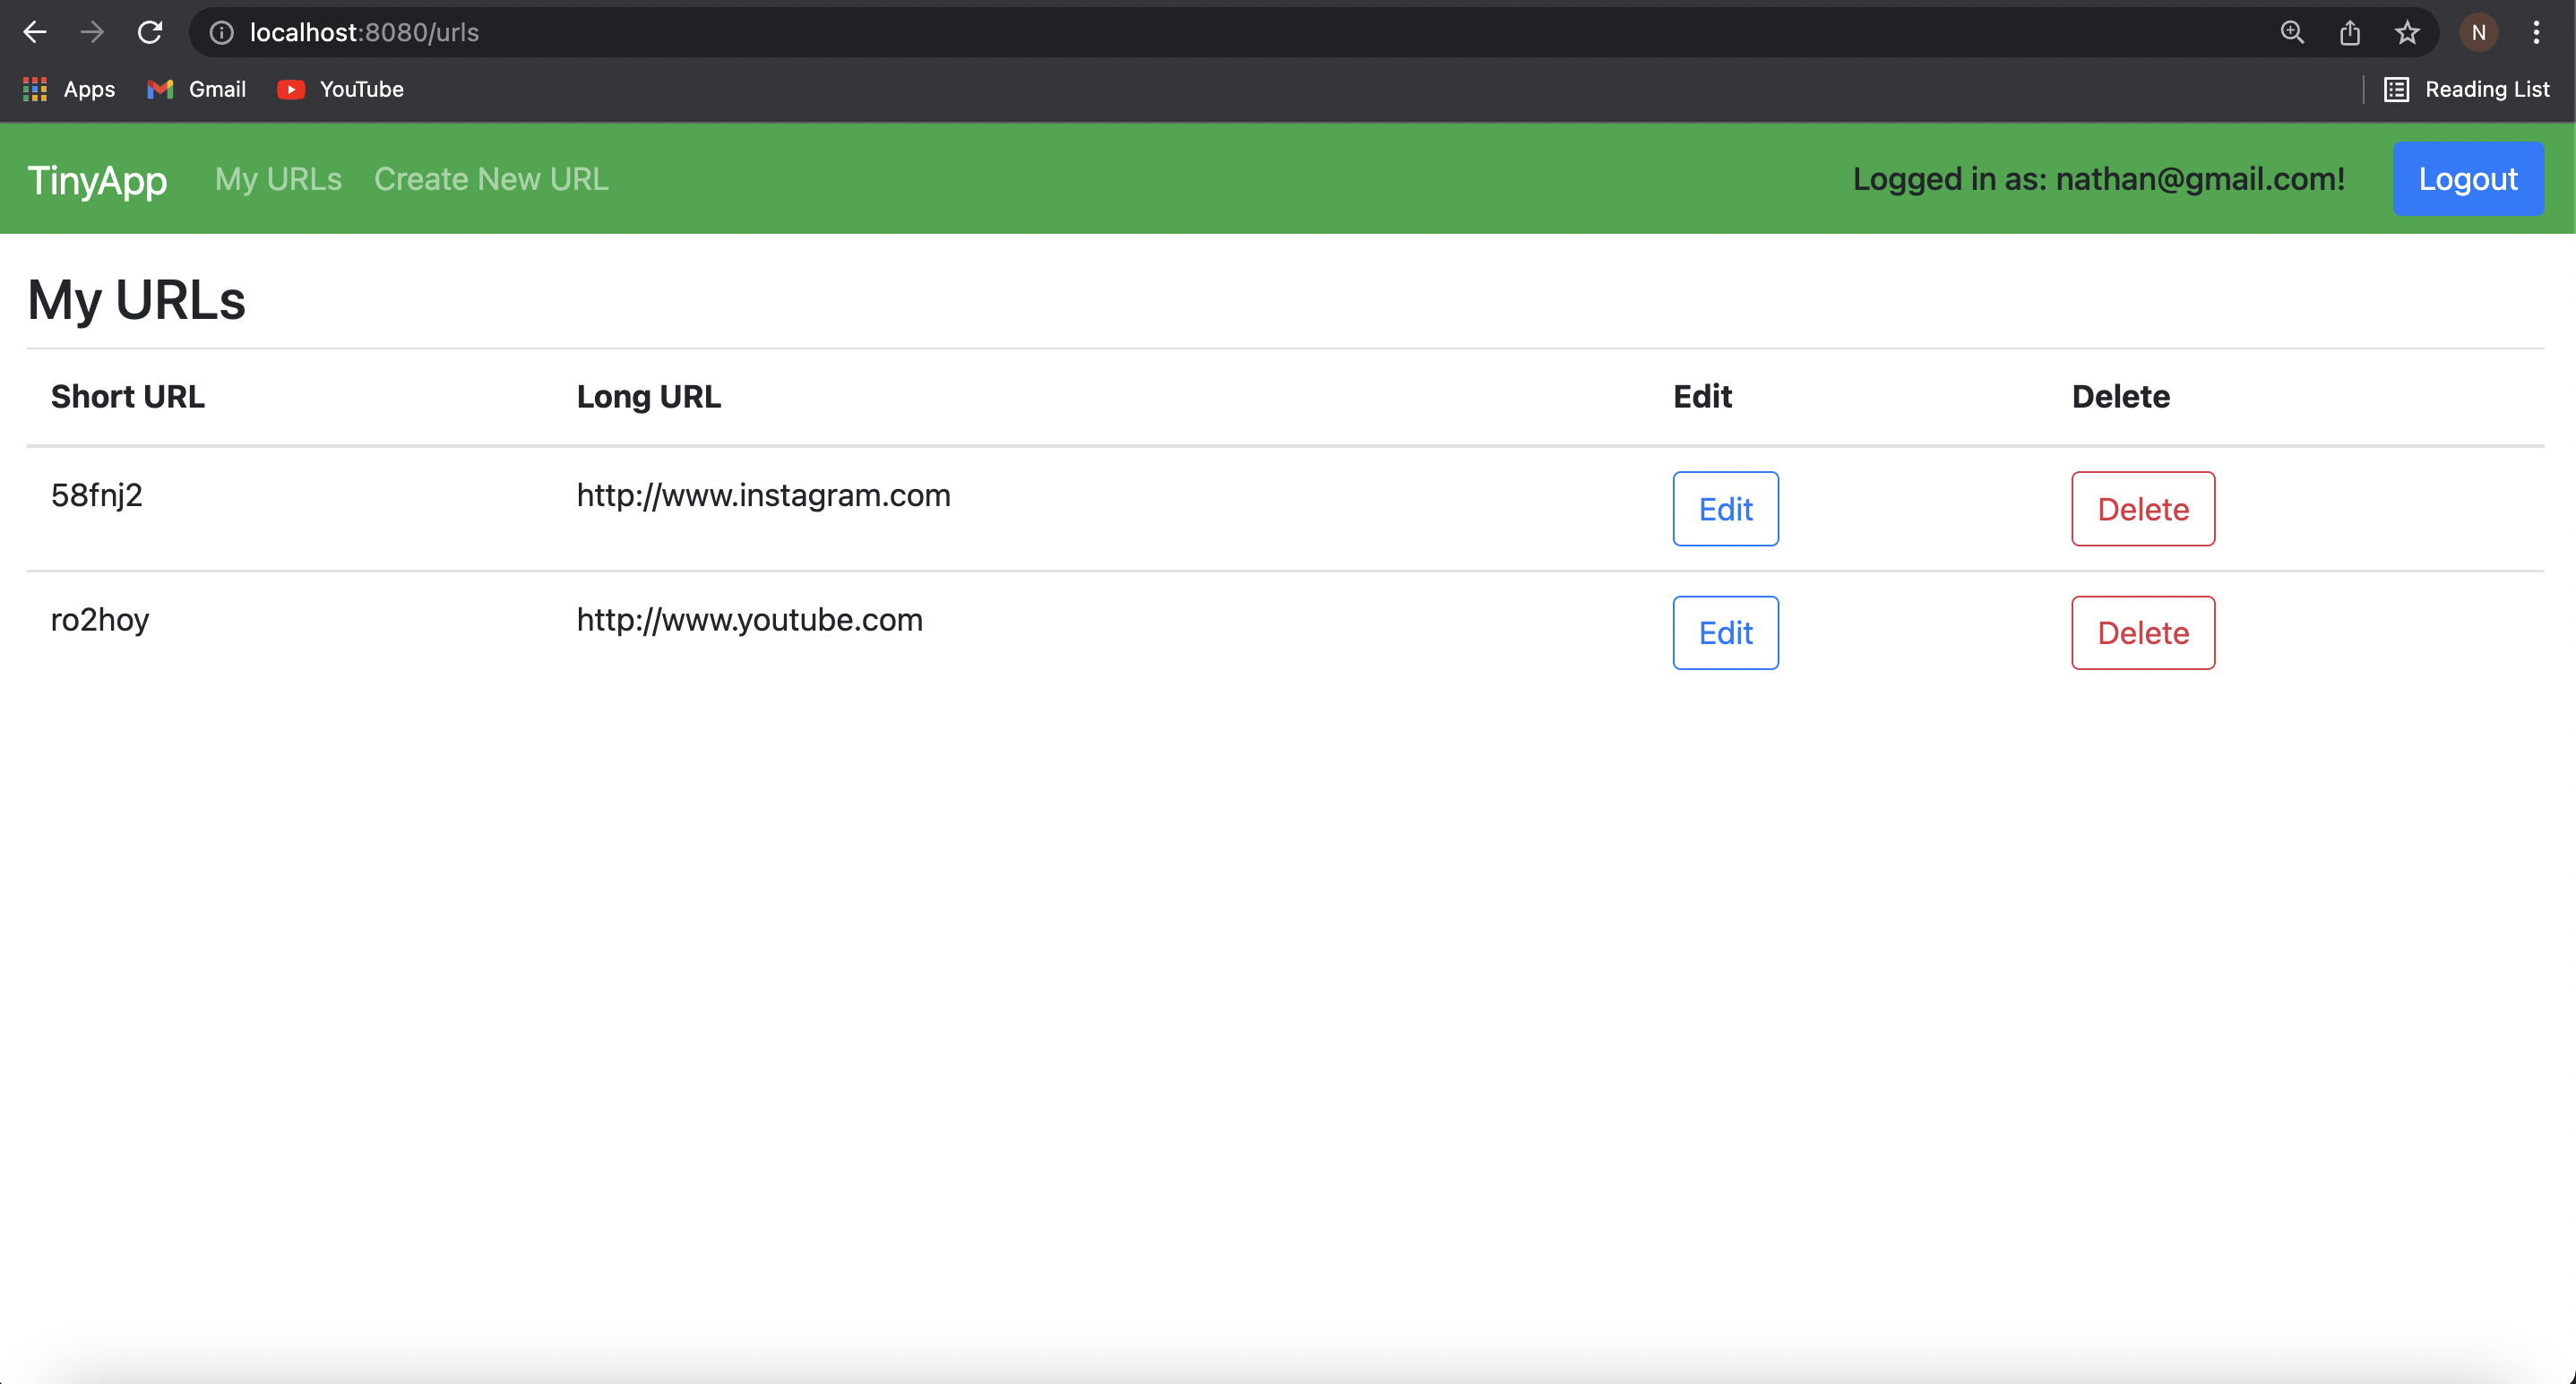 localhost:8080/urls
N
Apps Gmail YouTube Reading List
TinyApp My URLs Create New URL Logged in as: nathan@gmail.com! Logout
My URLs
Short URL Long URL Edit Delete
58fnj2 http://www.instagram.com Edit Delete
ro2hoy http://www.youtube.com Edit Delete